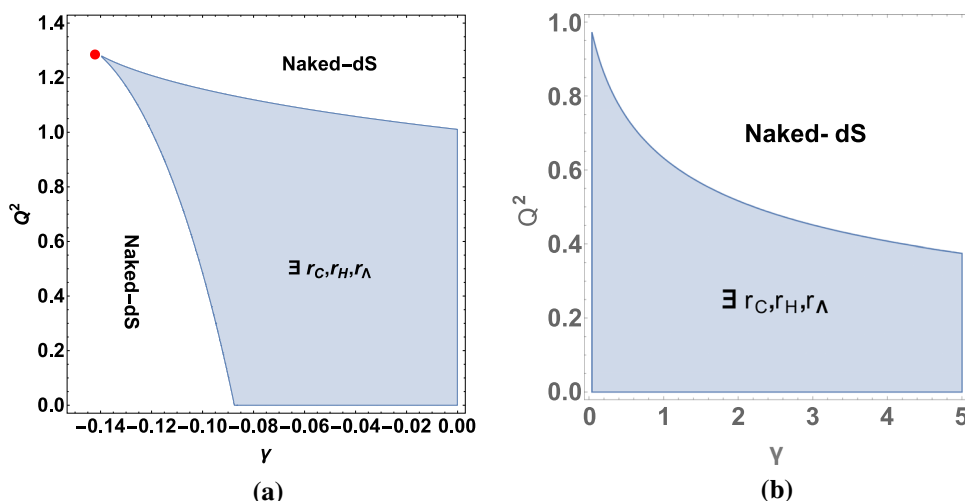 1.4
1.2
1.0
0.8
0.6
0.4
0.2
0.0
Q²
Naked-dS
Naked-dS
∃ r_C,r_H,r_Λ
−0.14 −0.12 −0.10 −0.08 −0.06 −0.04 −0.02 0.00
γ
(a)
1.0
0.8
0.6
0.4
0.2
0.0
Q²
Naked- dS
∃ r_C,r_H,r_Λ
0 1 2 3 4 5
γ
(b)